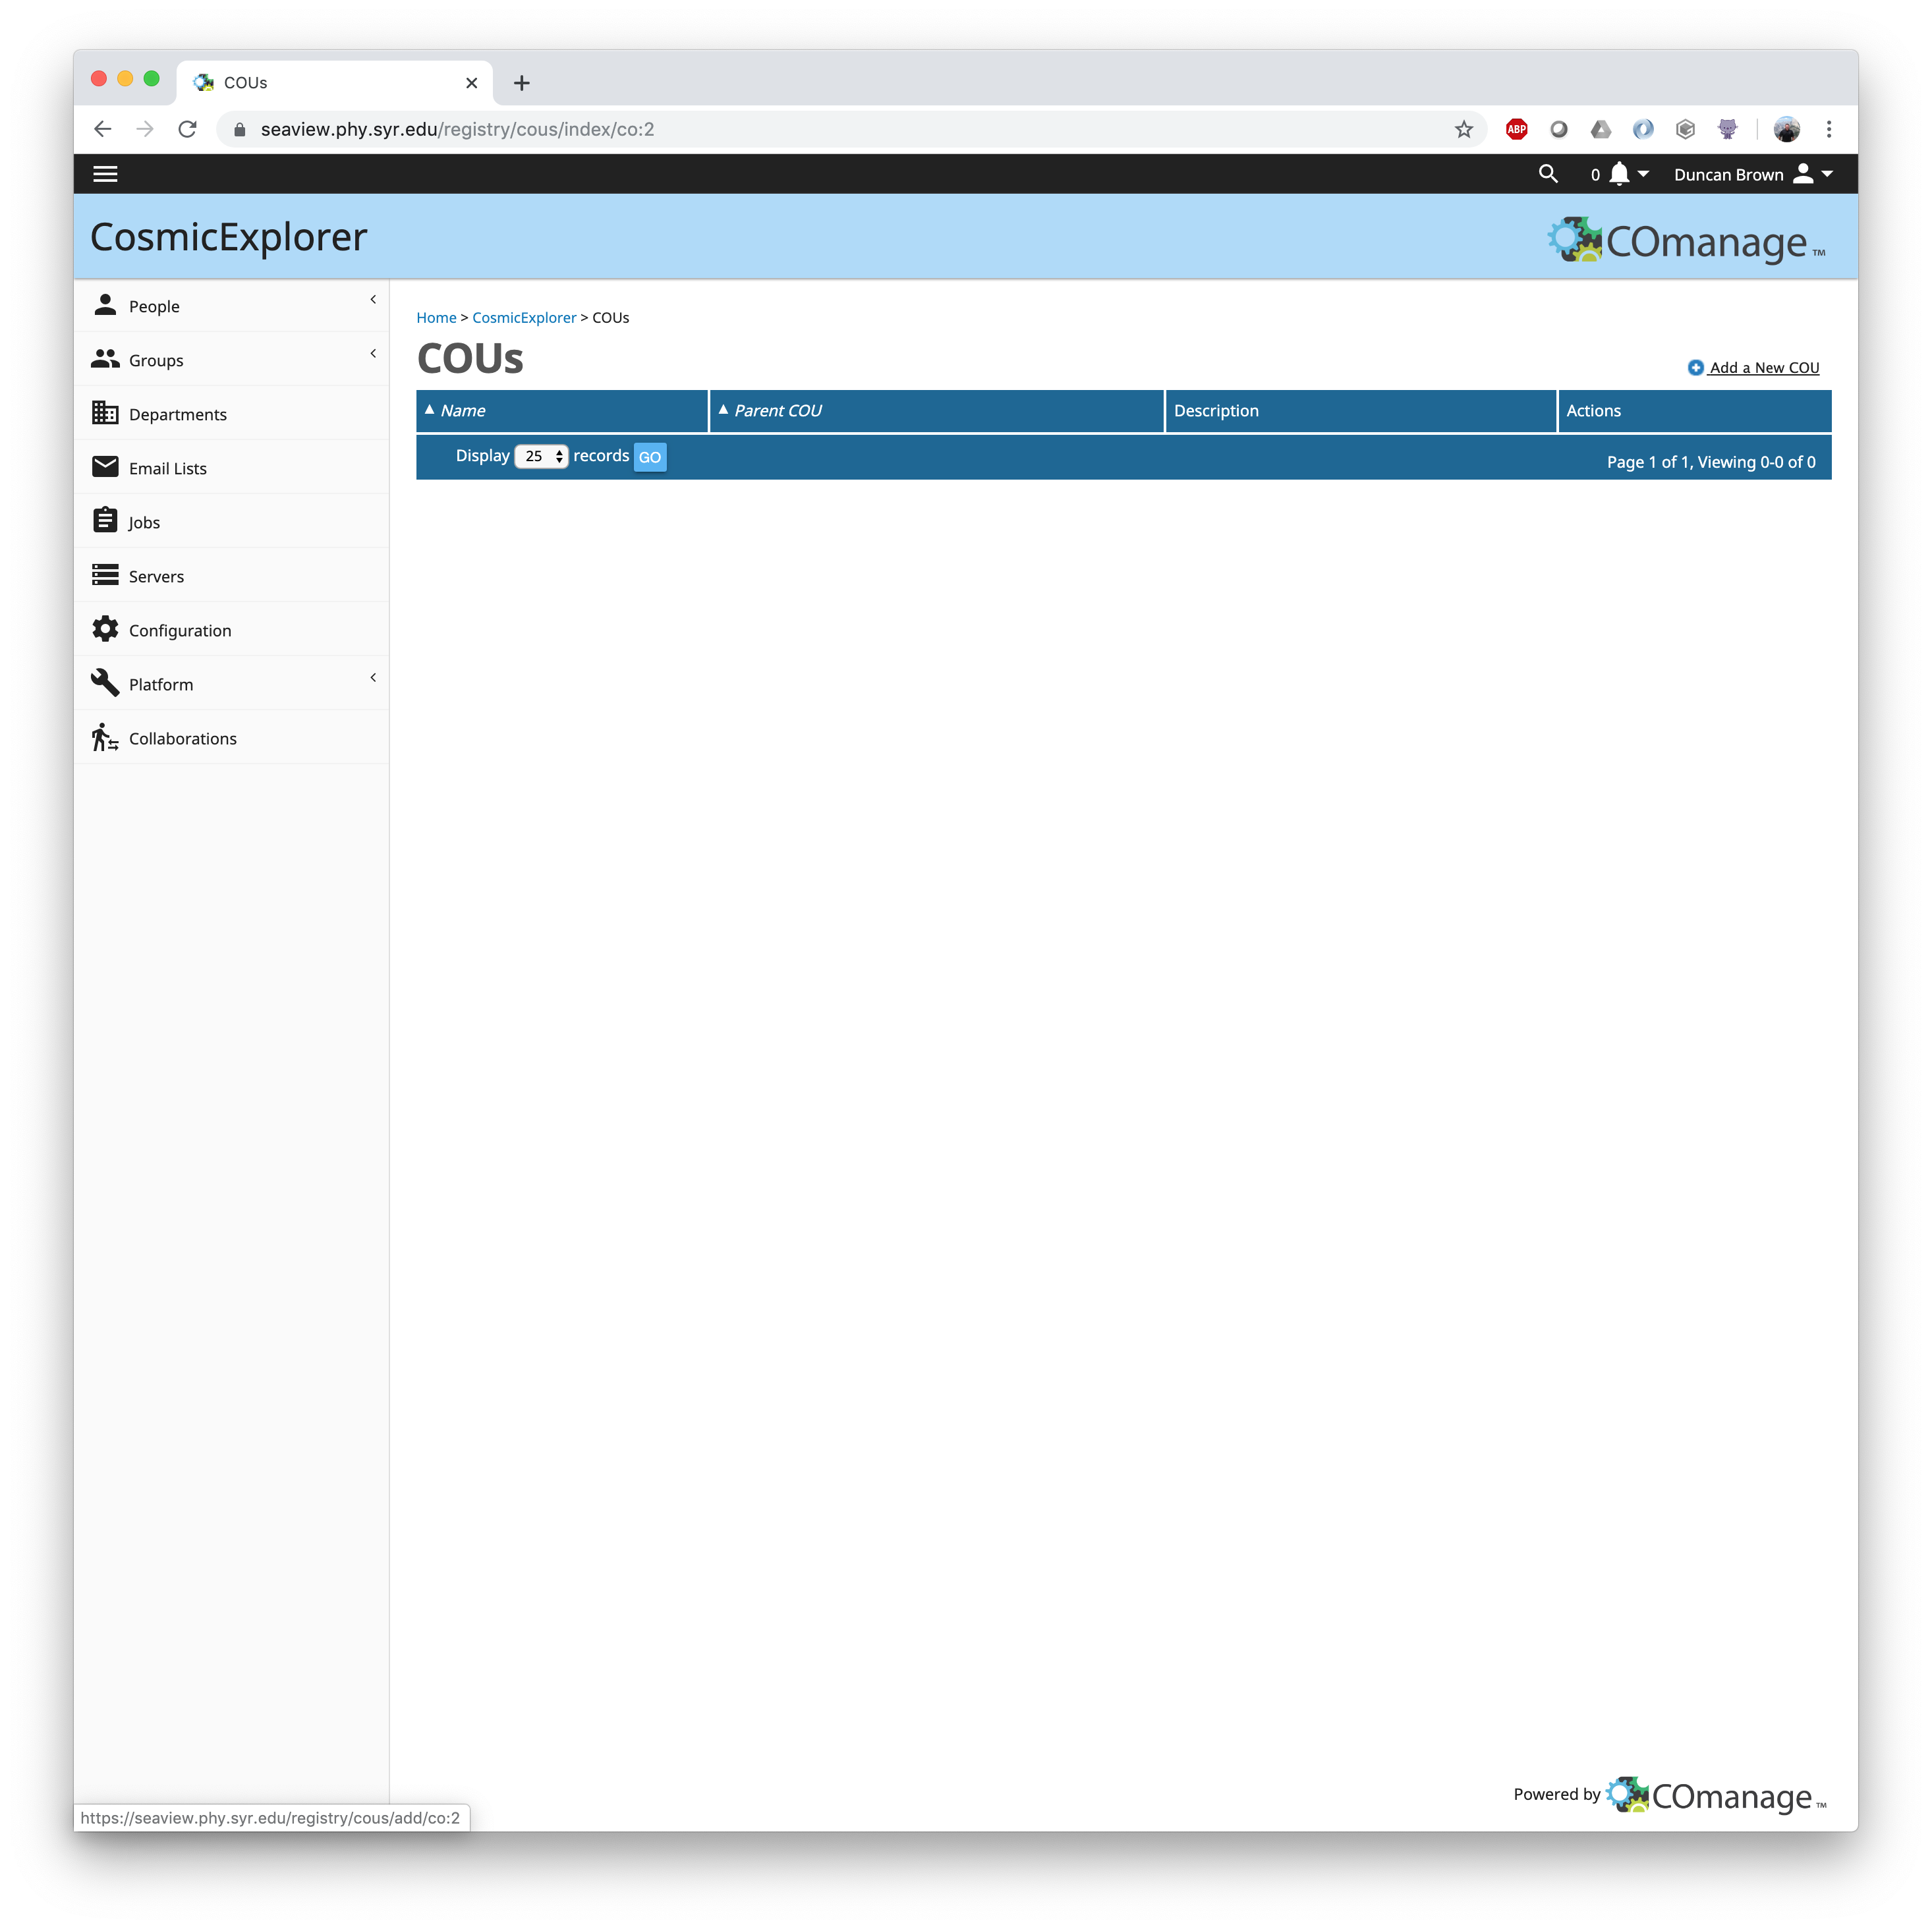 COUs
seaview.phy.syr.edu/registry/cous/index/co:2
ABP
0
Duncan Brown
CosmicExplorer
COmanage TM
People
Groups
Departments
Email Lists
Jobs
Servers
Configuration
Platform
Collaborations
Home > CosmicExplorer > COUs
COUs
Add a New COU
Name Parent COU Description Actions
Display 25 records GO
Page 1 of 1, Viewing 0-0 of 0
Powered by COmanage TM
https://seaview.phy.syr.edu/registry/cous/add/co:2